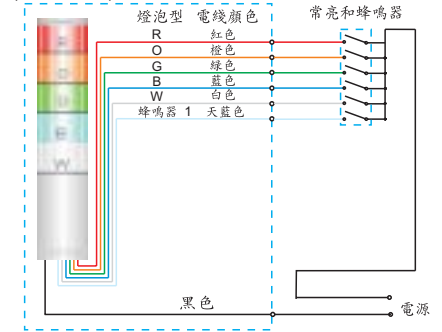 燈泡型 電綫顏色 常亮和蜂鳴器
R 紅色
O 橙色
G 綠色
B 藍色
W 白色
蜂鳴器 1 天藍色
R
O
B
W
黑色
電源